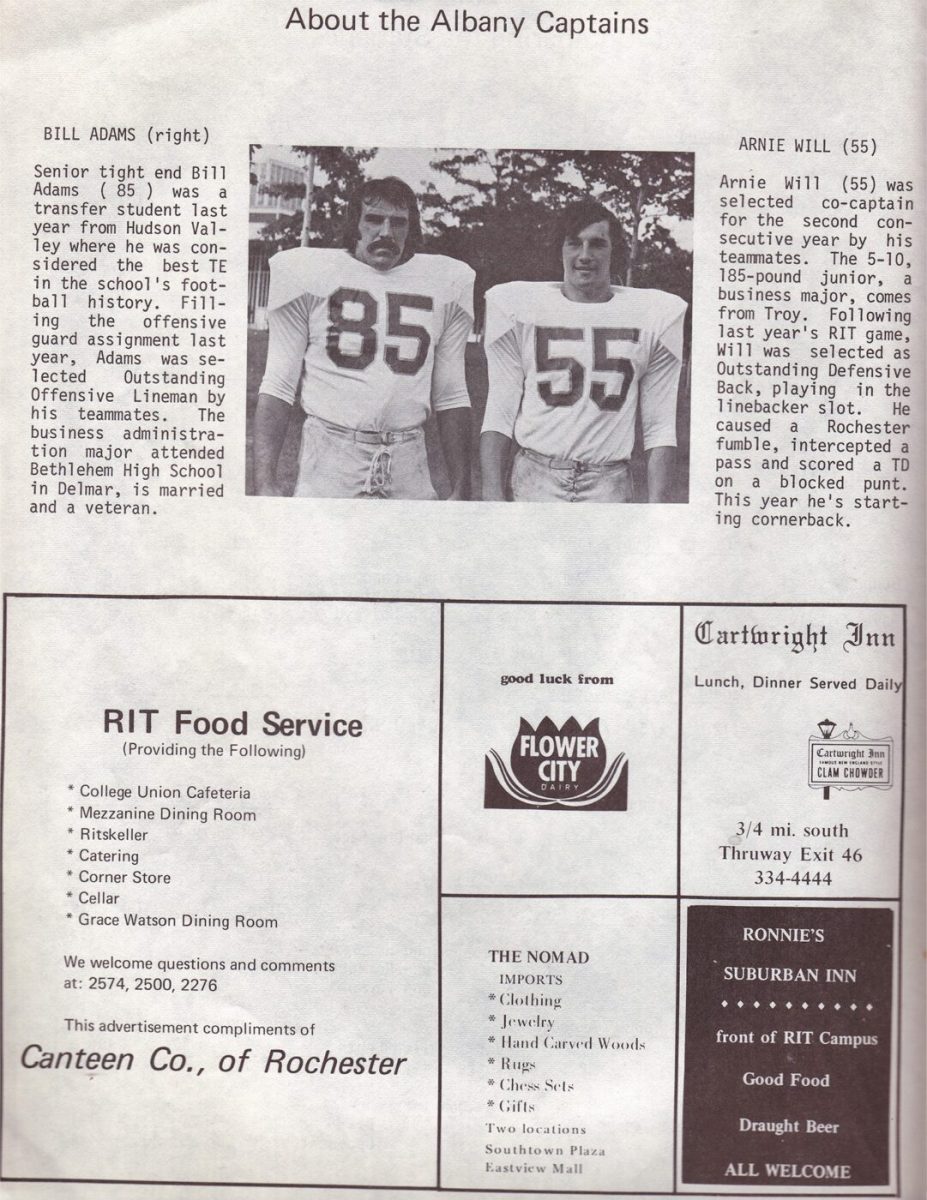 About the Albany Captains
BILL ADAMS (right)
Senior tight end Bill
Adams ( 85 ) was a
transfer student last
year from Hudson Val-
ley where he was con-
sidered the best TE
in the school's foot-
ball history. Fill-
ing the offensive
guard assignment last
year, Adams was se-
lected Outstanding
Offensive Lineman by
his teammates. The
business administra-
tion major attended
Bethlehem High School
in Delmar, is married
and a veteran.
85
55
ARNIE WILL (55)
Arnie Will (55) was
selected co-captain
for the second con-
secutive year by his
teammates. The 5-10,
185-pound junior, a
business major, comes
from Troy. Following
last year's RIT game,
Will was selected as
Outstanding Defensive
Back, playing in the
linebacker slot. He
caused a Rochester
fumble, intercepted a
pass and scored a TD
on a blocked punt.
This year he's start-
ing cornerback.
RIT Food Service
(Providing the Following)
* College Union Cafeteria
* Mezzanine Dining Room
* Ritskeller
* Catering
* Corner Store
* Cellar
* Grace Watson Dining Room
We welcome questions and comments
at: 2574, 2500, 2276
This advertisement compliments of
Canteen Co., of Rochester
good luck from
FLOWER
CITY
DAIRY
Cartwright Inn
Lunch, Dinner Served Daily
Cartwright Inn
FAMOUS NEW ENGLAND STYLE
CLAM CHOWDER
3/4 mi. south
Thruway Exit 46
334-4444
THE NOMAD
IMPORTS
* Clothing
* Jewelry
* Hand Carved Woods
* Rugs
* Chess Sets
* Gifts
Two locations
Southtown Plaza
Eastview Mall
RONNIE'S
SUBURBAN INN
front of RIT Campus
Good Food
Draught Beer
ALL WELCOME